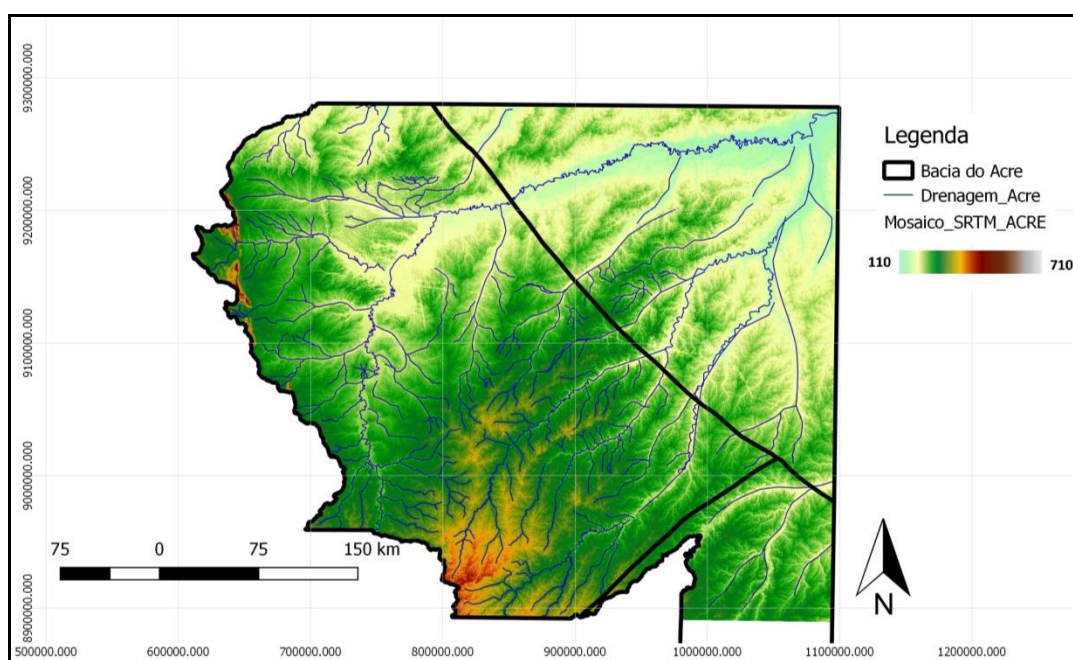 9300000.000
9200000.000
9100000.000
9000000.000
8900000.000
Legenda
Bacia do Acre
Drenagem_Acre
Mosaico_SRTM_ACRE
110 710
75 0 75 150 km
N
500000.000 600000.000 700000.000 800000.000 900000.000 1000000.000 1100000.000 1200000.000